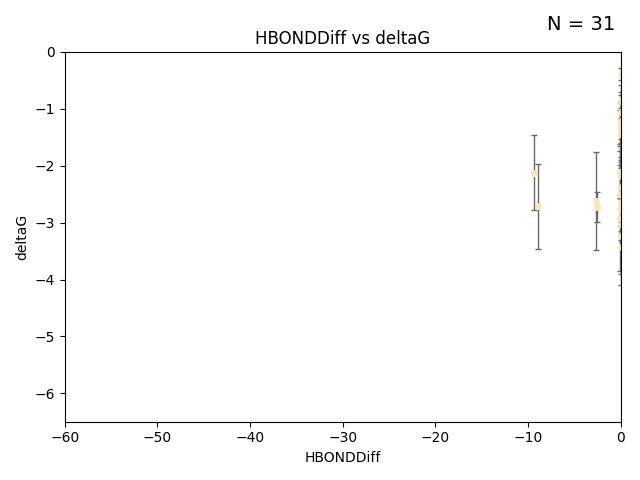 N = 31
HBONDDiff vs deltaG
deltaG
0
−1
−2
−3
−4
−5
−6
−60 −50 −40 −30 −20 −10 0
HBONDDiff